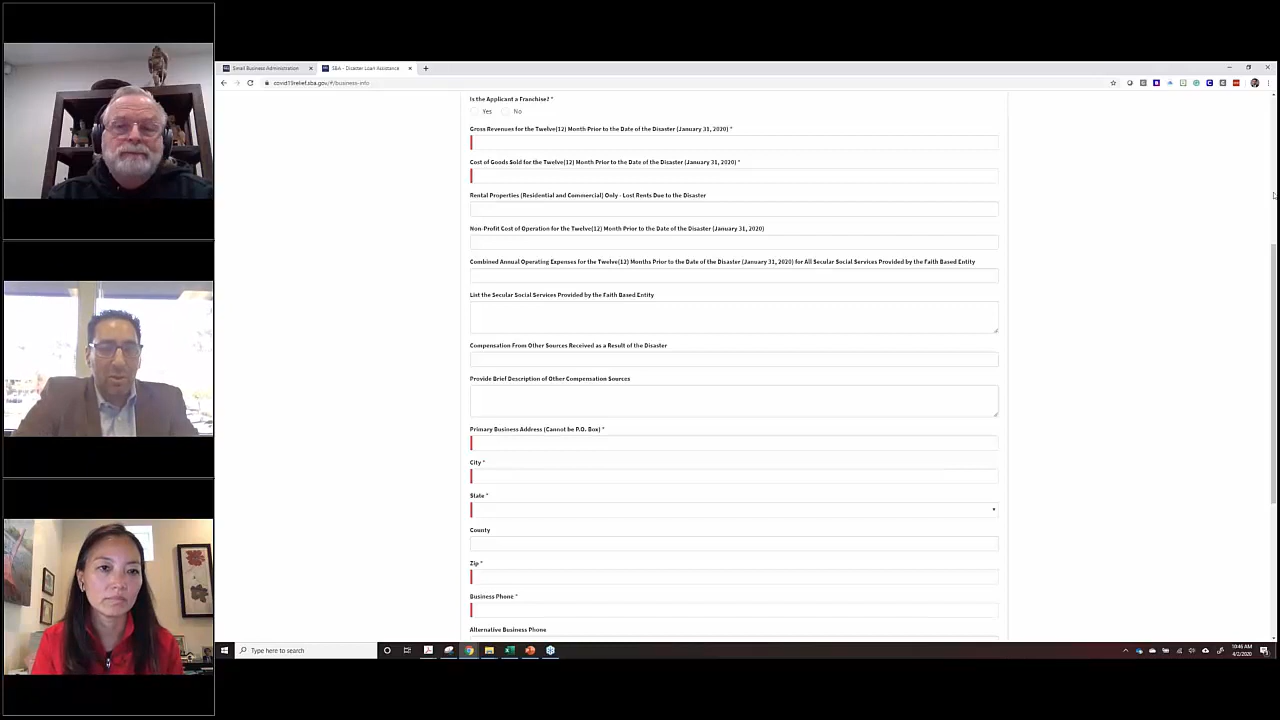 Small Business Administration
SBA - Disaster Loan Assistance
covid19relief.sba.gov/#/business-info
Is the Applicant a Franchise? *
Yes No
Gross Revenues for the Twelve(12) Month Prior to the Date of the Disaster (January 31, 2020) *
Cost of Goods Sold for the Twelve(12) Month Prior to the Date of the Disaster (January 31, 2020) *
Rental Properties (Residential and Commercial) Only - Lost Rents Due to the Disaster
Non-Profit Cost of Operation for the Twelve(12) Month Prior to the Date of the Disaster (January 31, 2020)
Combined Annual Operating Expenses for the Twelve(12) Months Prior to the Date of the Disaster (January 31, 2020) for All Secular Social Services Provided by the Faith Based Entity
List the Secular Social Services Provided by the Faith Based Entity
Compensation From Other Sources Received as a Result of the Disaster
Provide Brief Description of Other Compensation Sources
Primary Business Address (Cannot be P.O. Box) *
City *
State *
County
Zip *
Business Phone *
Alternative Business Phone
Type here to search
10:46 AM
4/2/2020